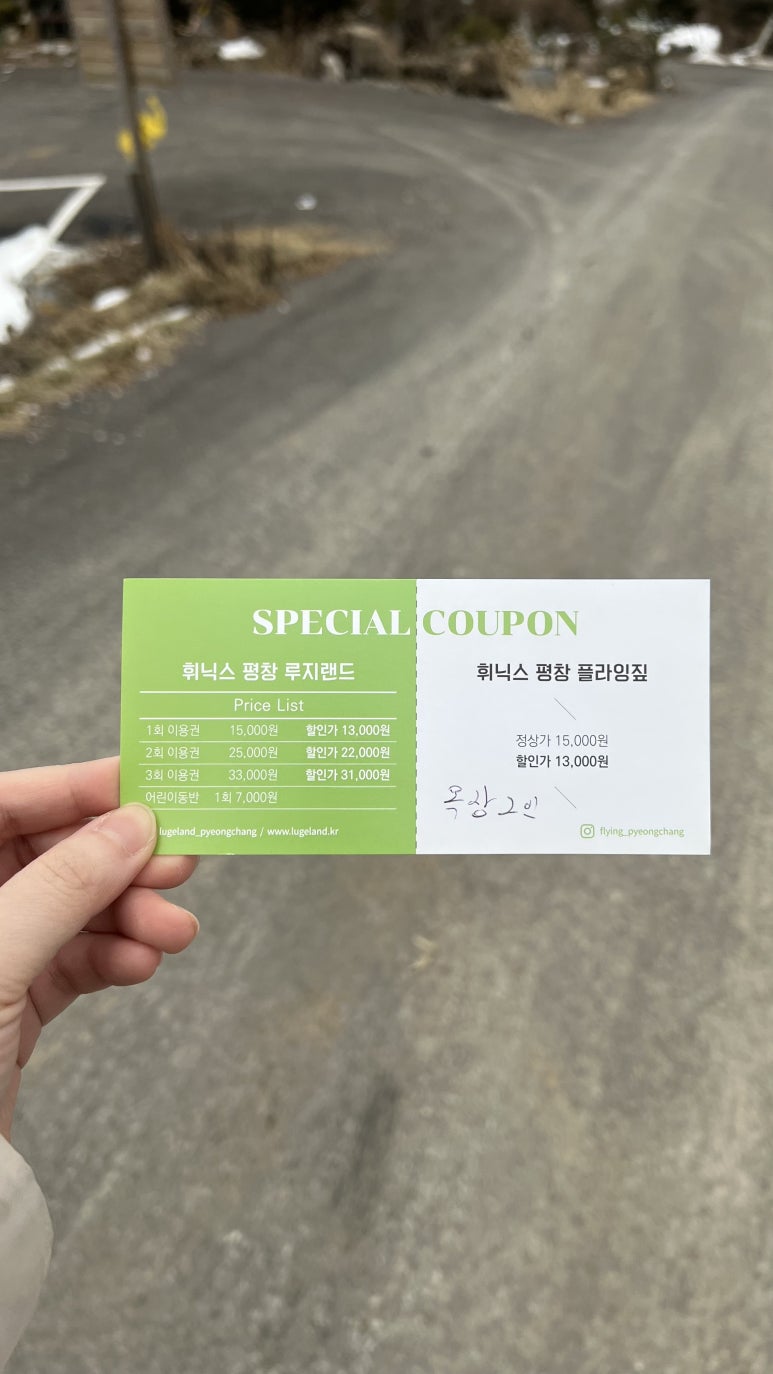 SPECIAL COUPON
휘닉스 평창 루지랜드
Price List
1회 이용권 15,000원 할인가 13,000원
2회 이용권 25,000원 할인가 22,000원
3회 이용권 33,000원 할인가 31,000원
어린이동반 1회 7,000원
lugeland_pyeongchang / www.lugeland.kr
휘닉스 평창 플라잉짚
정상가 15,000원
할인가 13,000원
2인
flying_pyeongchang